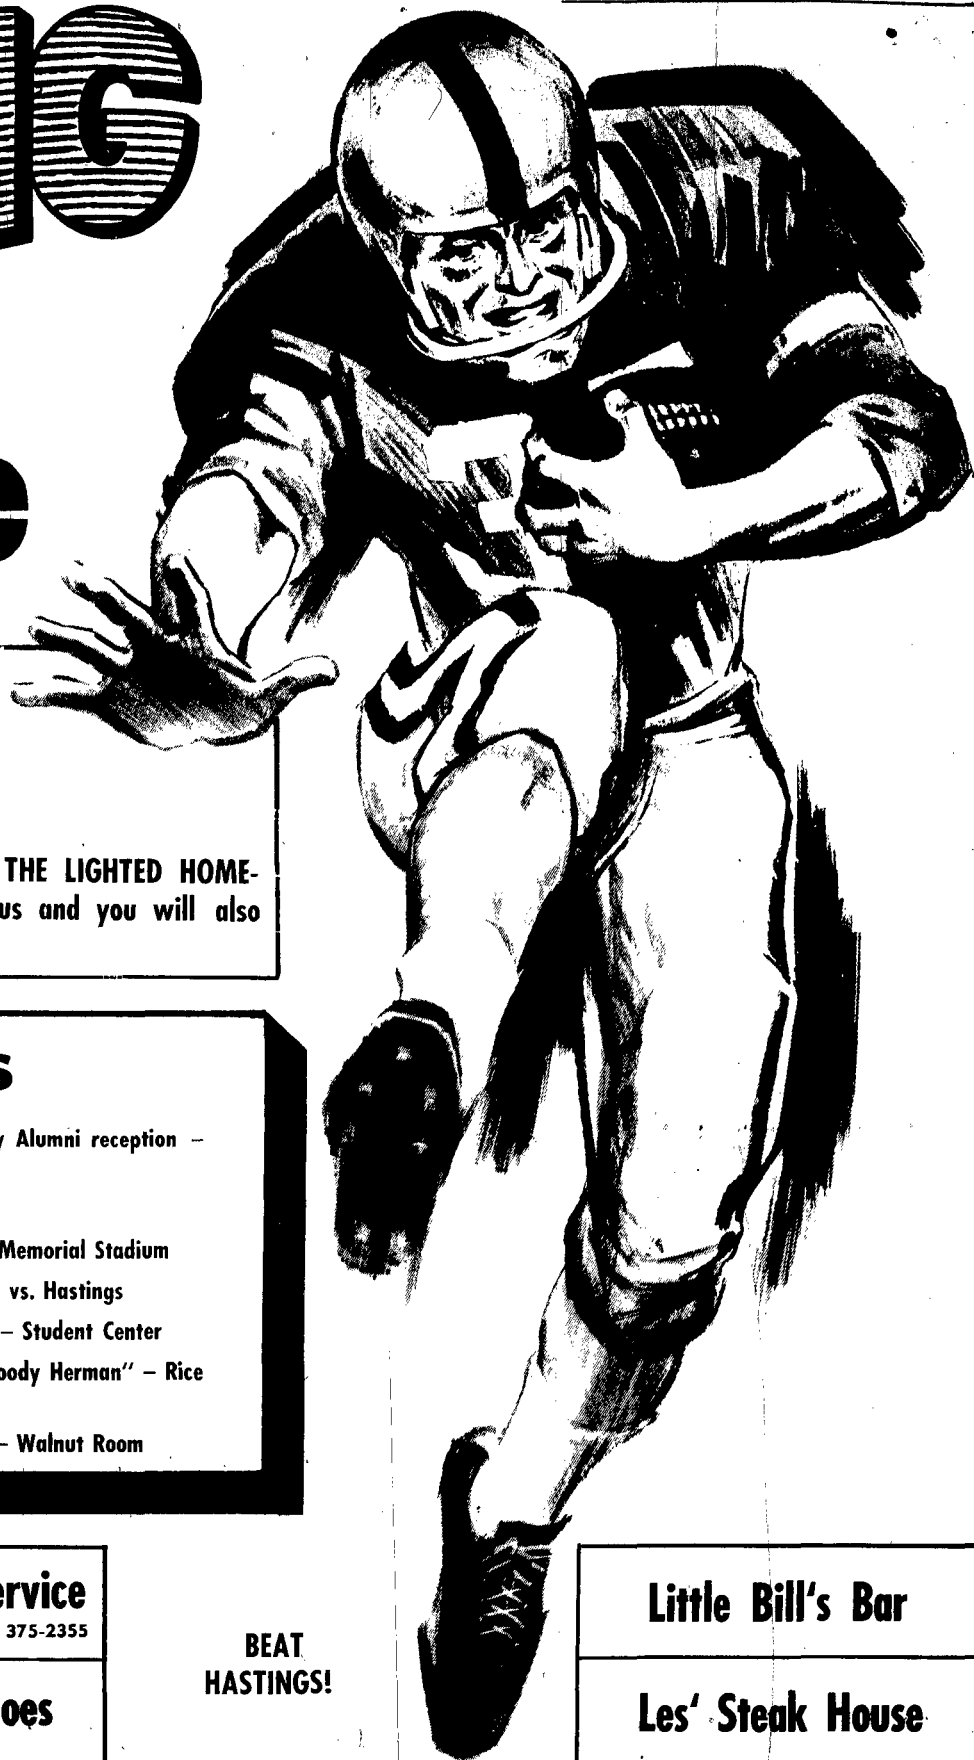 NG
THE LIGHTED HOME-
us and you will also
s
Alumni reception –
Memorial Stadium
vs. Hastings
– Student Center
oody Herman" – Rice
– Walnut Room
ervice
375-2355
oes
BEAT
HASTINGS!
Little Bill's Bar
Les' Steak House